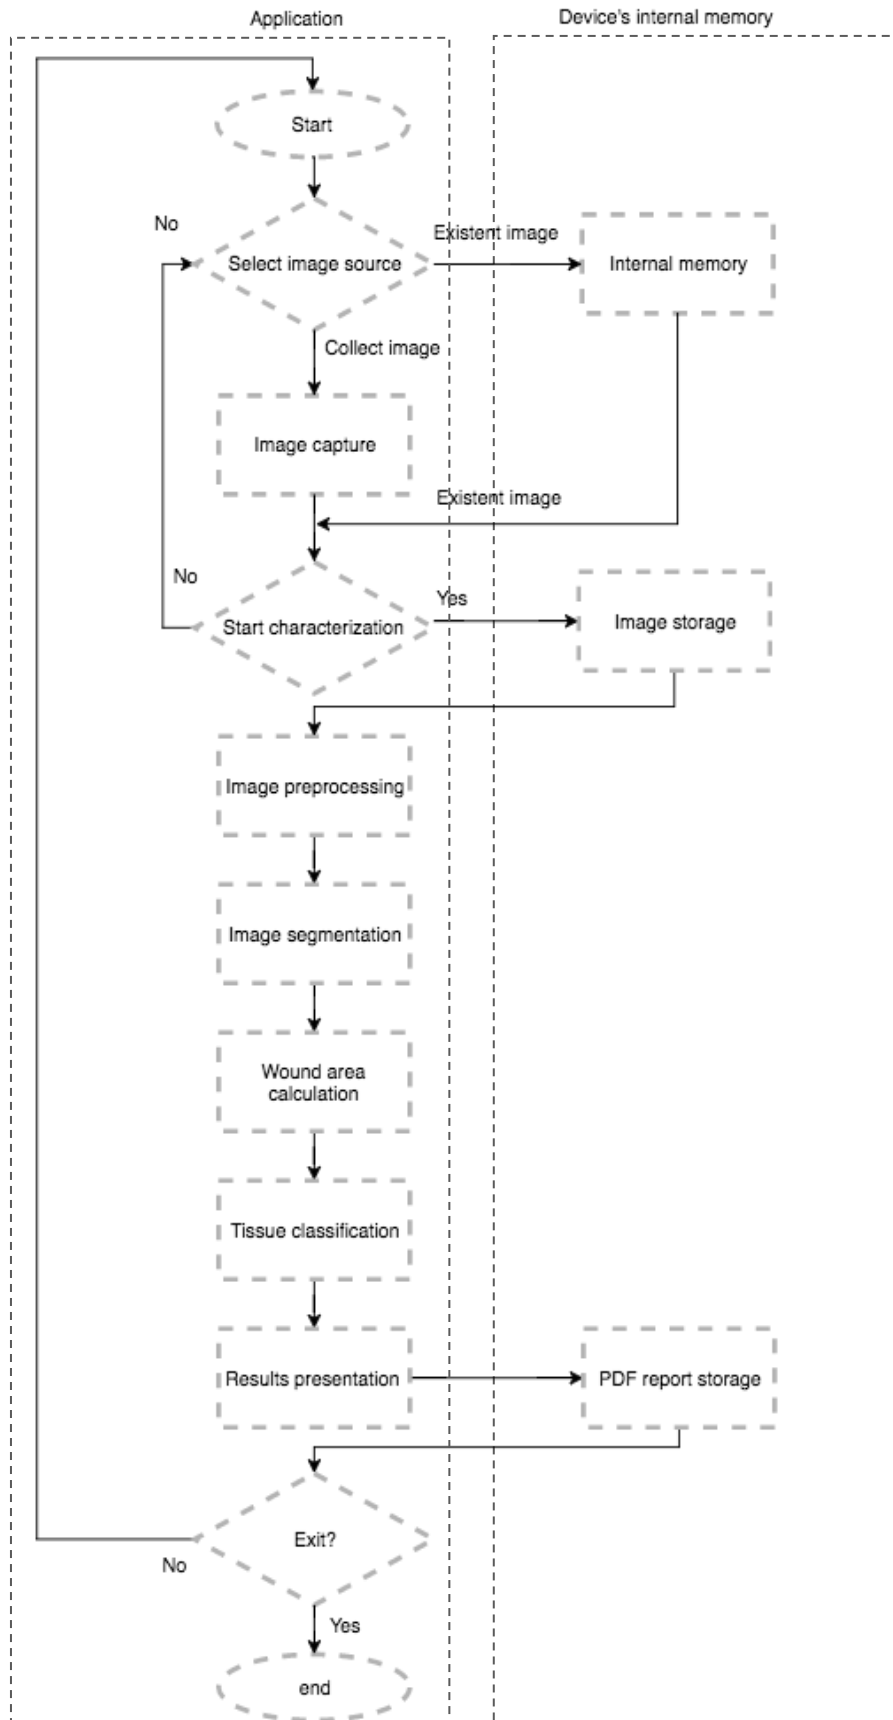 Application
Device's internal memory
Start
No
Select image source
Existent image
Internal memory
Collect image
Image capture
Existent image
No
Start characterization
Yes
Image storage
Image preprocessing
Image segmentation
Wound area
calculation
Tissue classification
Results presentation
PDF report storage
Exit?
No
Yes
end